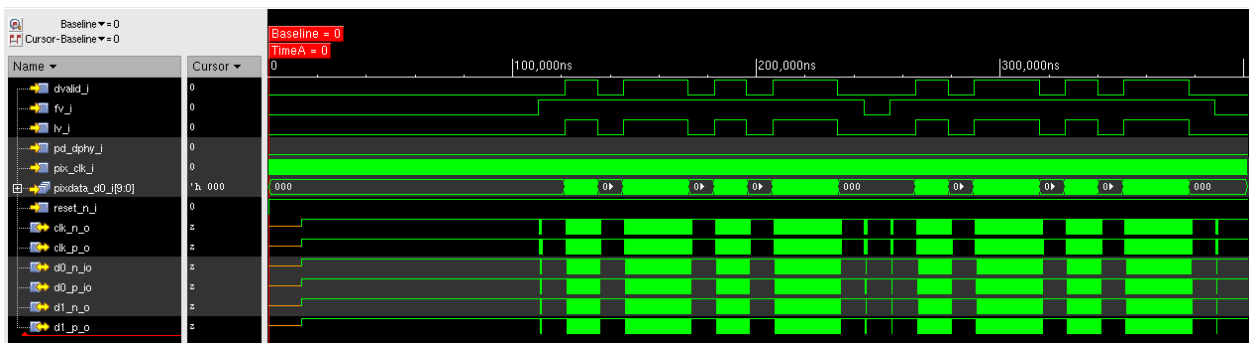 Baseline ▾= 0
Cursor-Baseline ▾= 0
Baseline = 0
TimeA = 0
Name ▾ Cursor ▾ 0 100,000ns 200,000ns 300,000ns
dvalid_i 0
fv_i 0
lv_i 0
pd_dphy_i 0
pix_clk_i 0
pixdata_d0_i[9:0] 'h 000 000 0 0 0 000 0 0 0 000
reset_n_i 0
clk_n_o z
clk_p_o z
d0_n_io z
d0_p_io z
d1_n_o z
d1_p_o z